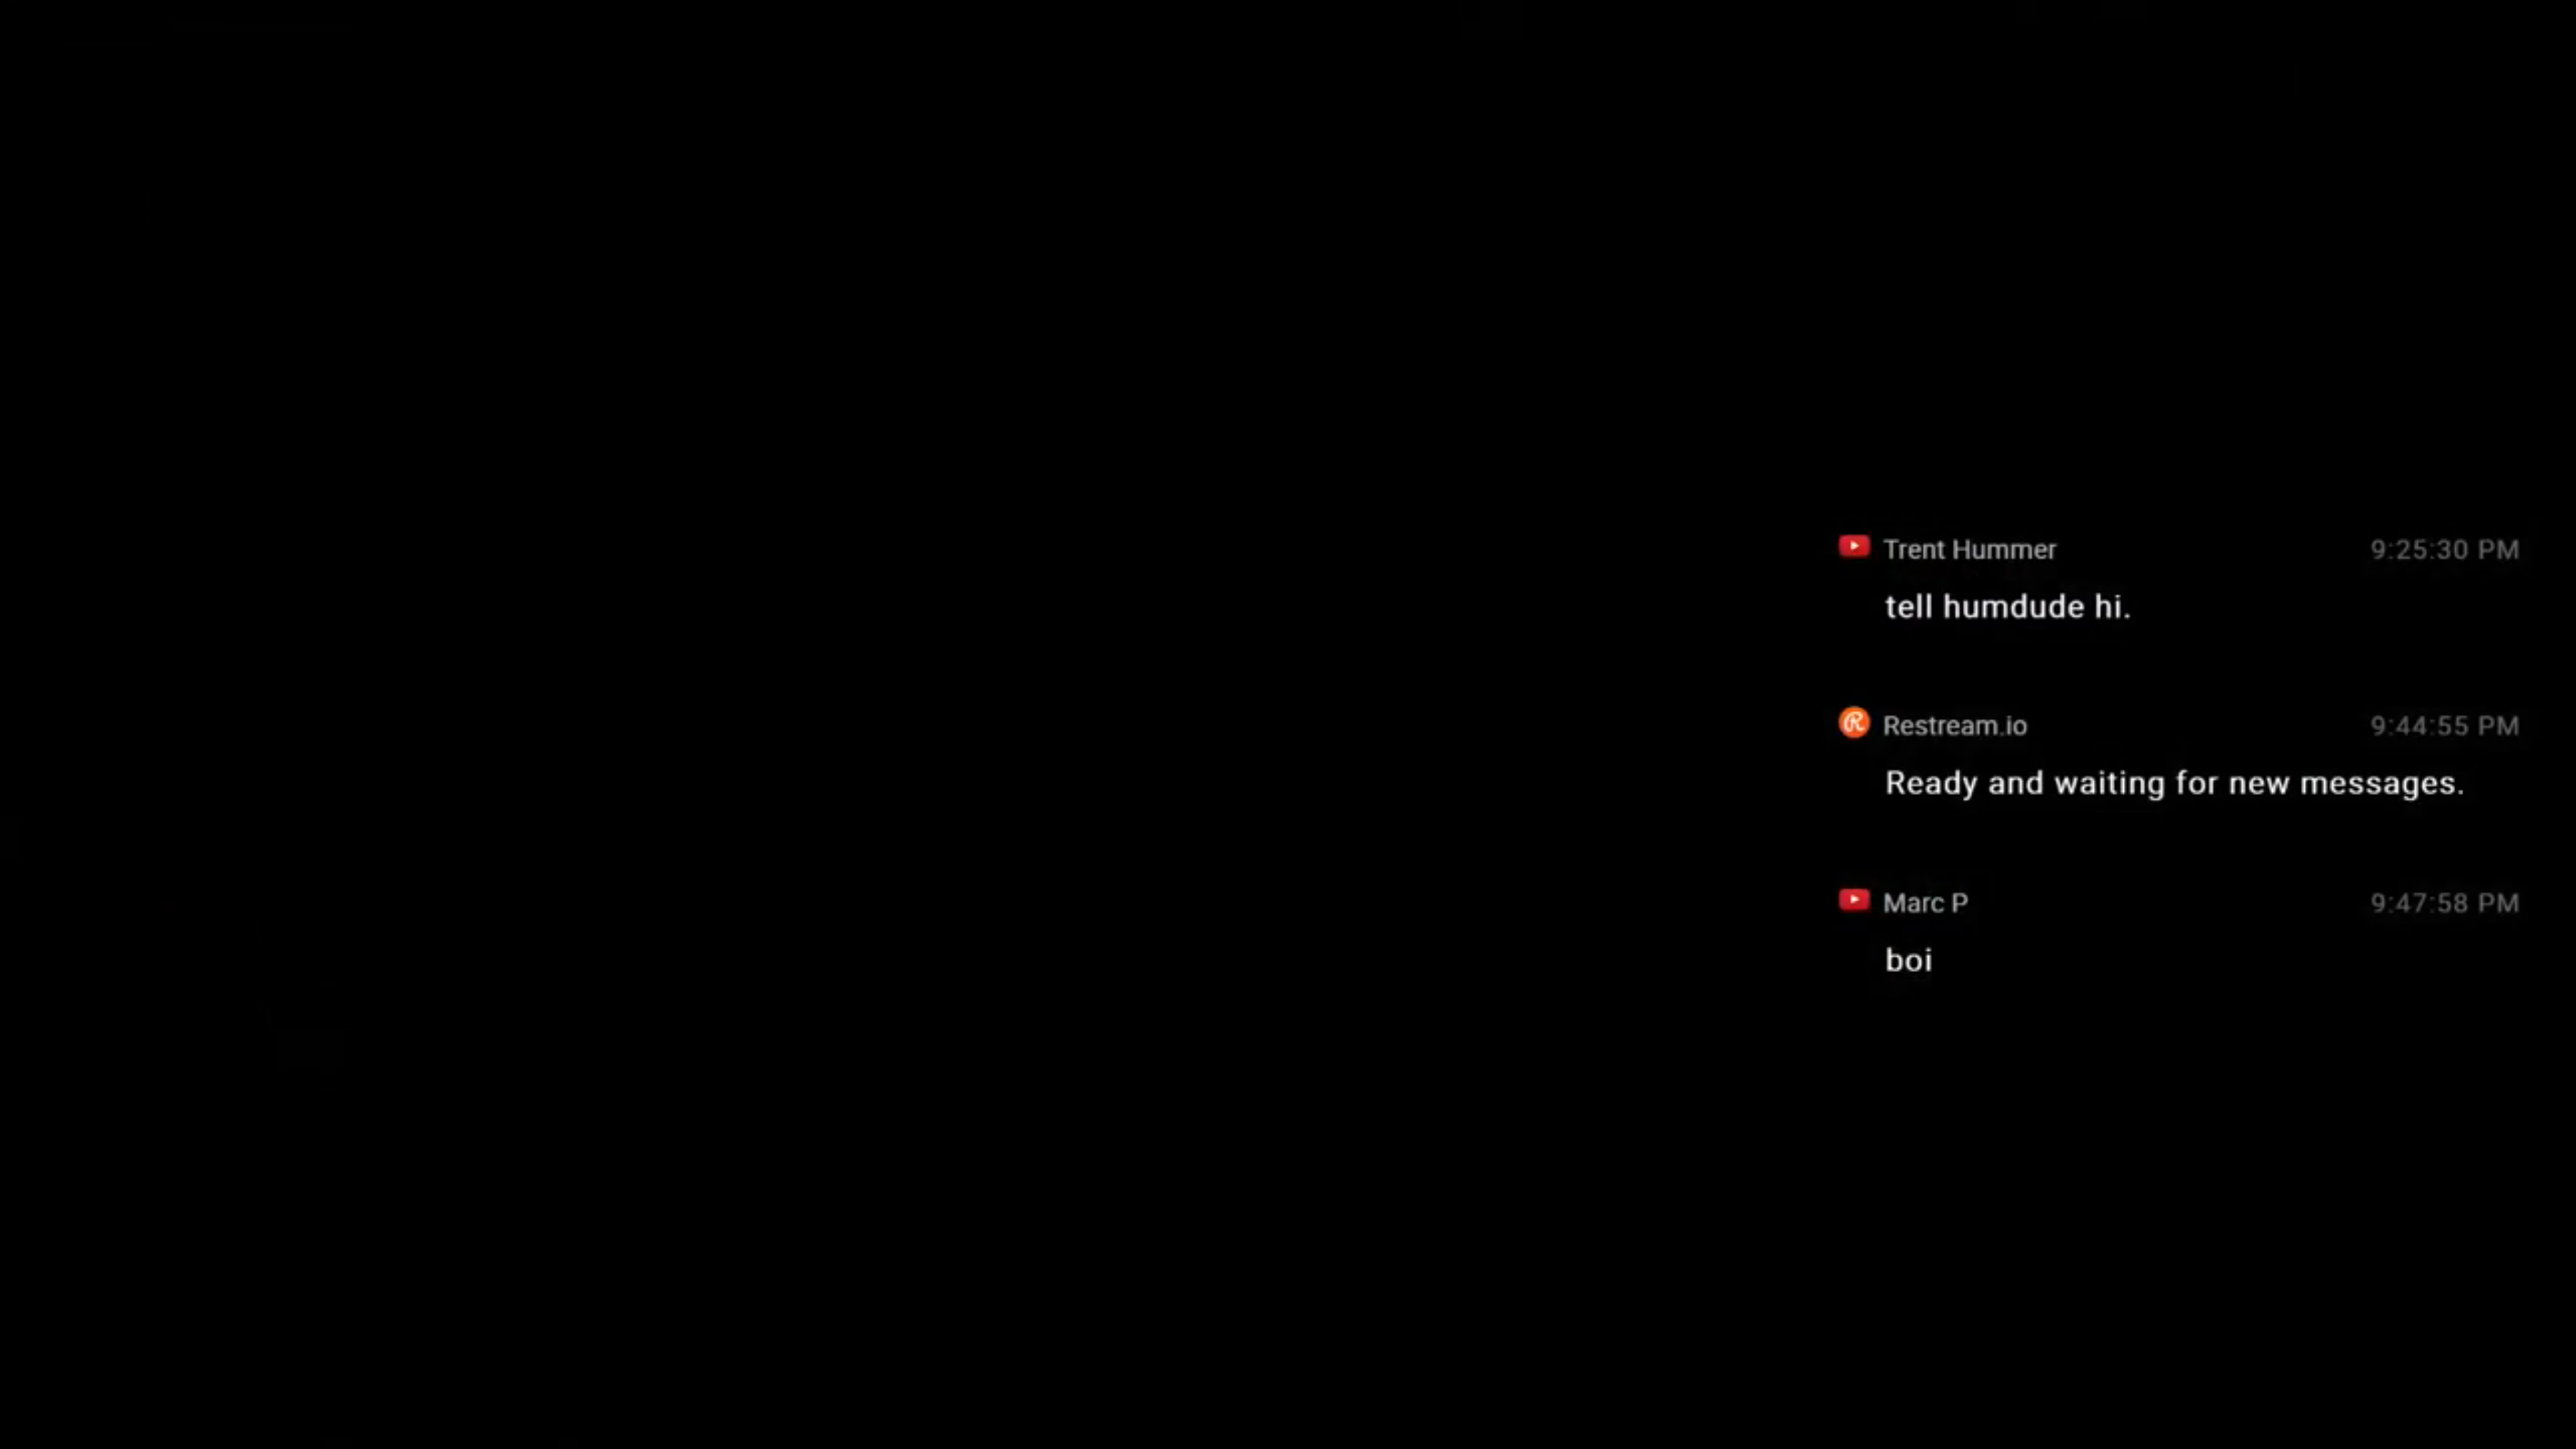 Trent Hummer 9:25:30 PM
tell humdude hi.
Restream.io 9:44:55 PM
Ready and waiting for new messages.
Marc P 9:47:58 PM
boi